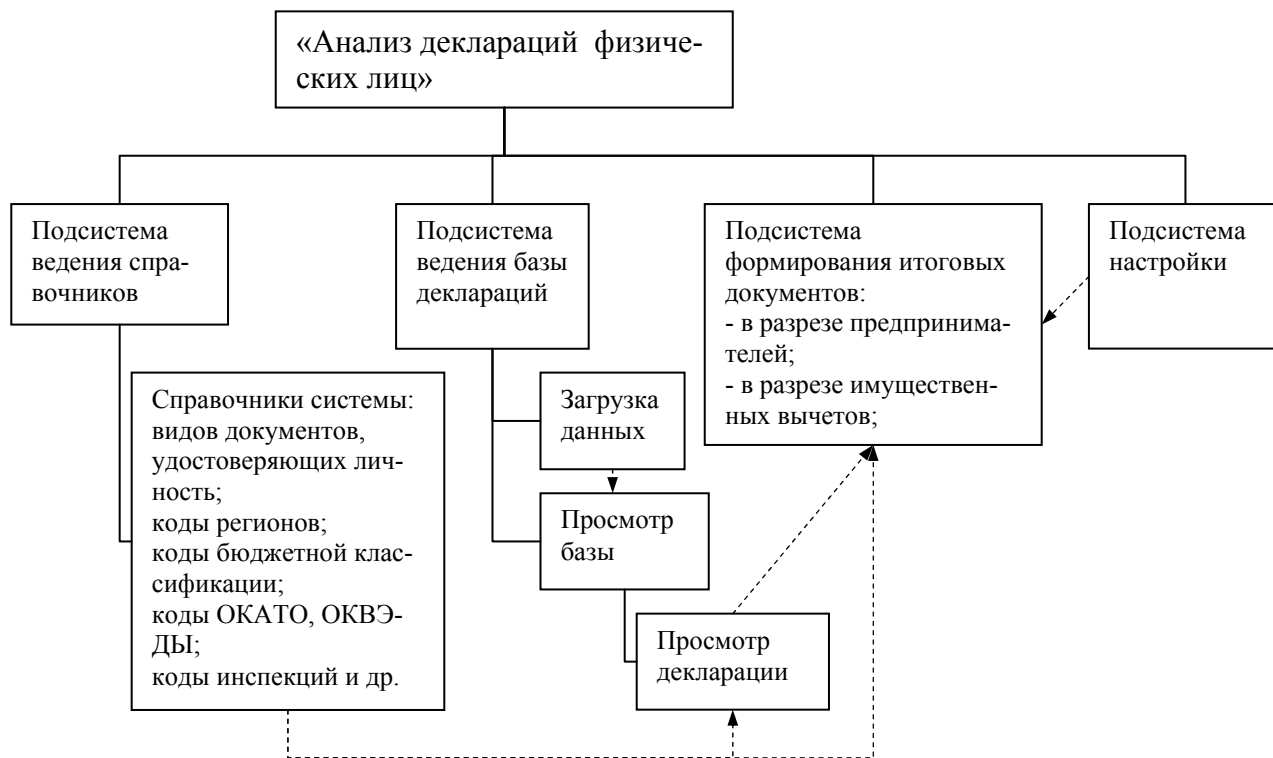 «Анализ деклараций физиче-
ских лиц»
Подсистема
ведения спра-
вочников
Подсистема
ведения базы
деклараций
Подсистема
формирования итоговых
документов:
- в разрезе предпринима-
телей;
- в разрезе имуществен-
ных вычетов;
Подсистема
настройки
Справочники системы:
видов документов,
удостоверяющих лич-
ность;
коды регионов;
коды бюджетной клас-
сификации;
коды ОКАТО, ОКВЭ-
ДЫ;
коды инспекций и др.
Загрузка
данных
Просмотр
базы
Просмотр
декларации